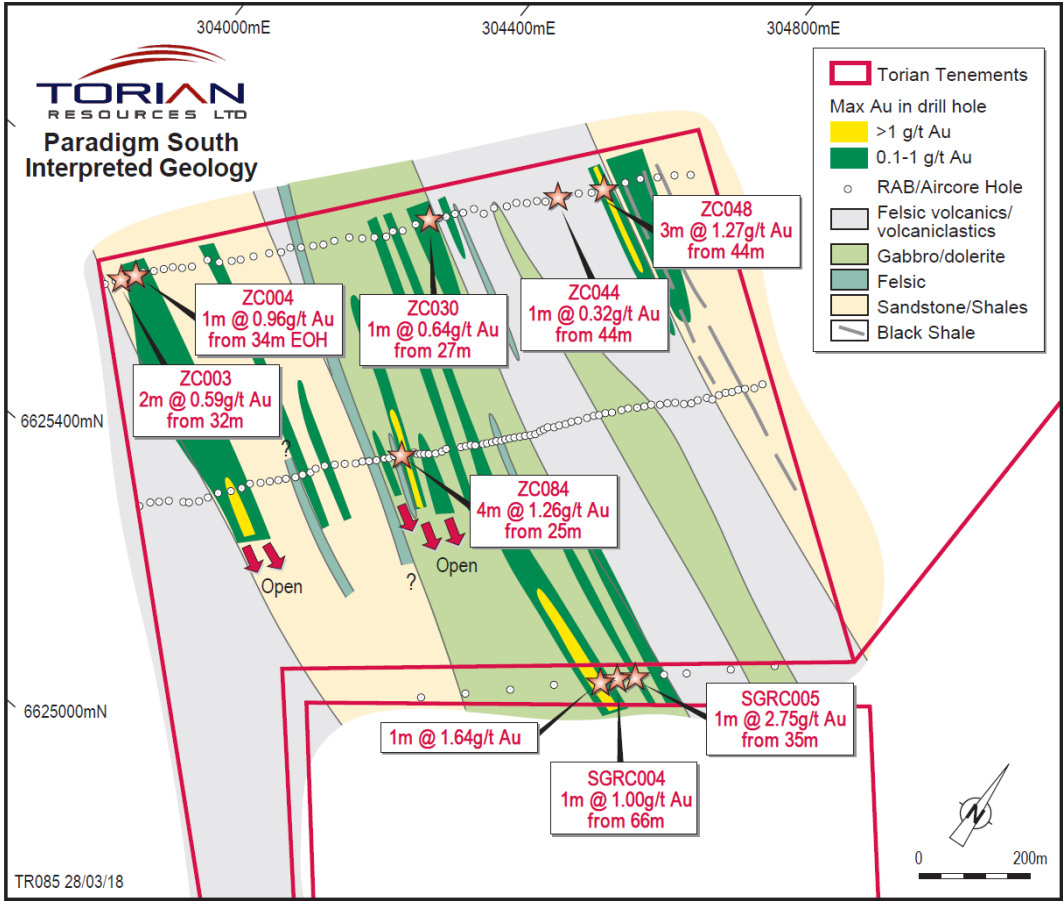 304000mE
304400mE
304800mE
TORIAN
RESOURCES LTD
Paradigm South
Interpreted Geology
Torian Tenements
Max Au in drill hole
>1 g/t Au
0.1-1 g/t Au
RAB/Aircore Hole
Felsic volcanics/
volcaniclastics
Gabbro/dolerite
Felsic
Sandstone/Shales
Black Shale
ZC048
3m @ 1.27g/t Au
from 44m
ZC004
1m @ 0.96g/t Au
from 34m EOH
ZC030
1m @ 0.64g/t Au
from 27m
ZC044
1m @ 0.32g/t Au
from 44m
ZC003
2m @ 0.59g/t Au
from 32m
6625400mN
?
ZC084
4m @ 1.26g/t Au
from 25m
Open
?
Open
6625000mN
1m @ 1.64g/t Au
SGRC005
1m @ 2.75g/t Au
from 35m
SGRC004
1m @ 1.00g/t Au
from 66m
N
0
200m
TR085 28/03/18